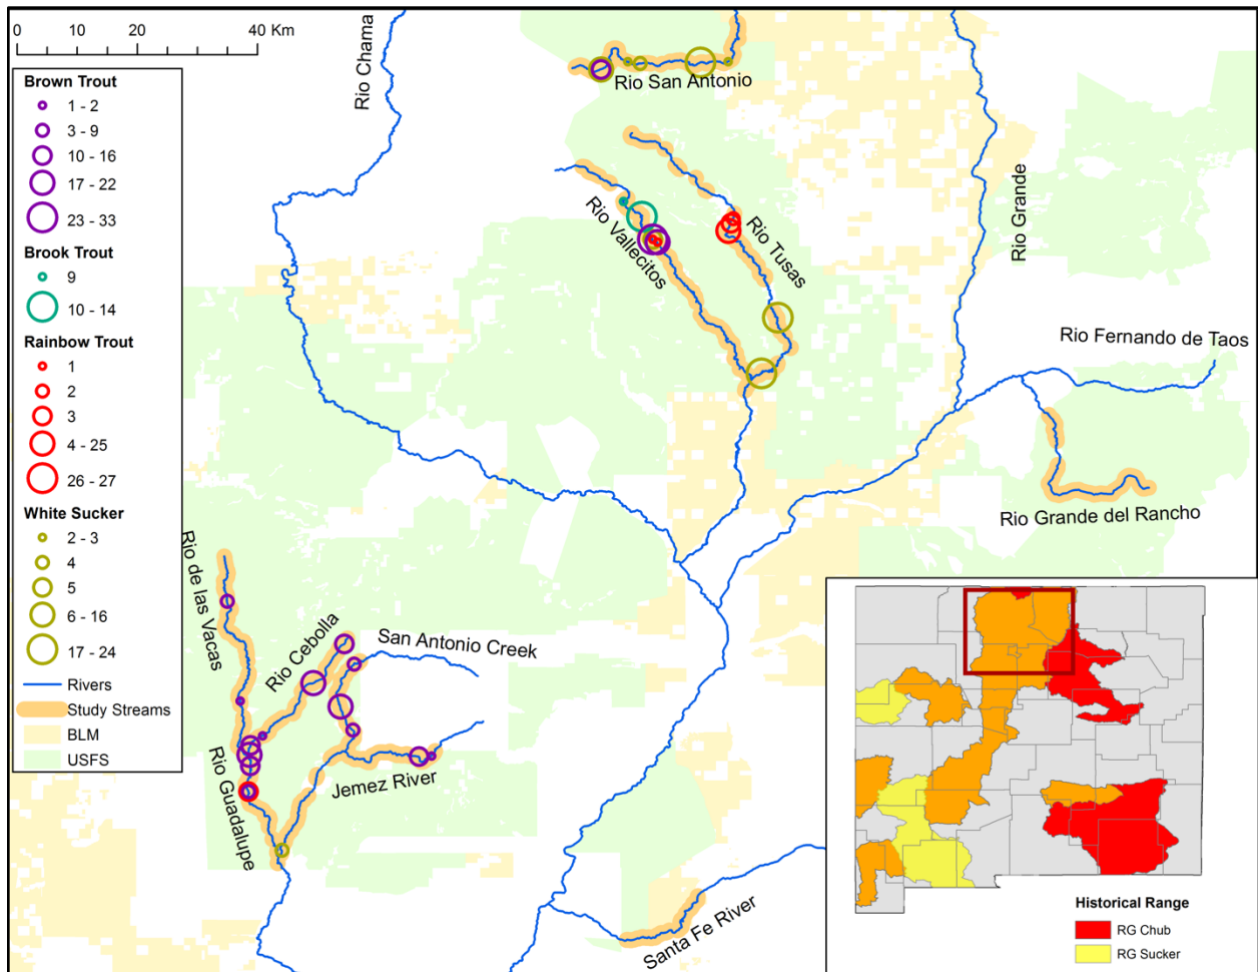 0 10 20 40 Km
Brown Trout
1 - 2
3 - 9
10 - 16
17 - 22
23 - 33
Brook Trout
9
10 - 14
Rainbow Trout
1
2
3
4 - 25
26 - 27
White Sucker
2 - 3
4
5
6 - 16
17 - 24
Rivers
Study Streams
BLM
USFS
Rio Chama
Rio San Antonio
Rio Vallecitos
Rio Tusas
Rio Grande
Rio Fernando de Taos
Rio Grande del Rancho
Rio de las Vacas
Rio Cebolla
San Antonio Creek
Rio Guadalupe
Jemez River
Santa Fe River
Historical Range
RG Chub
RG Sucker